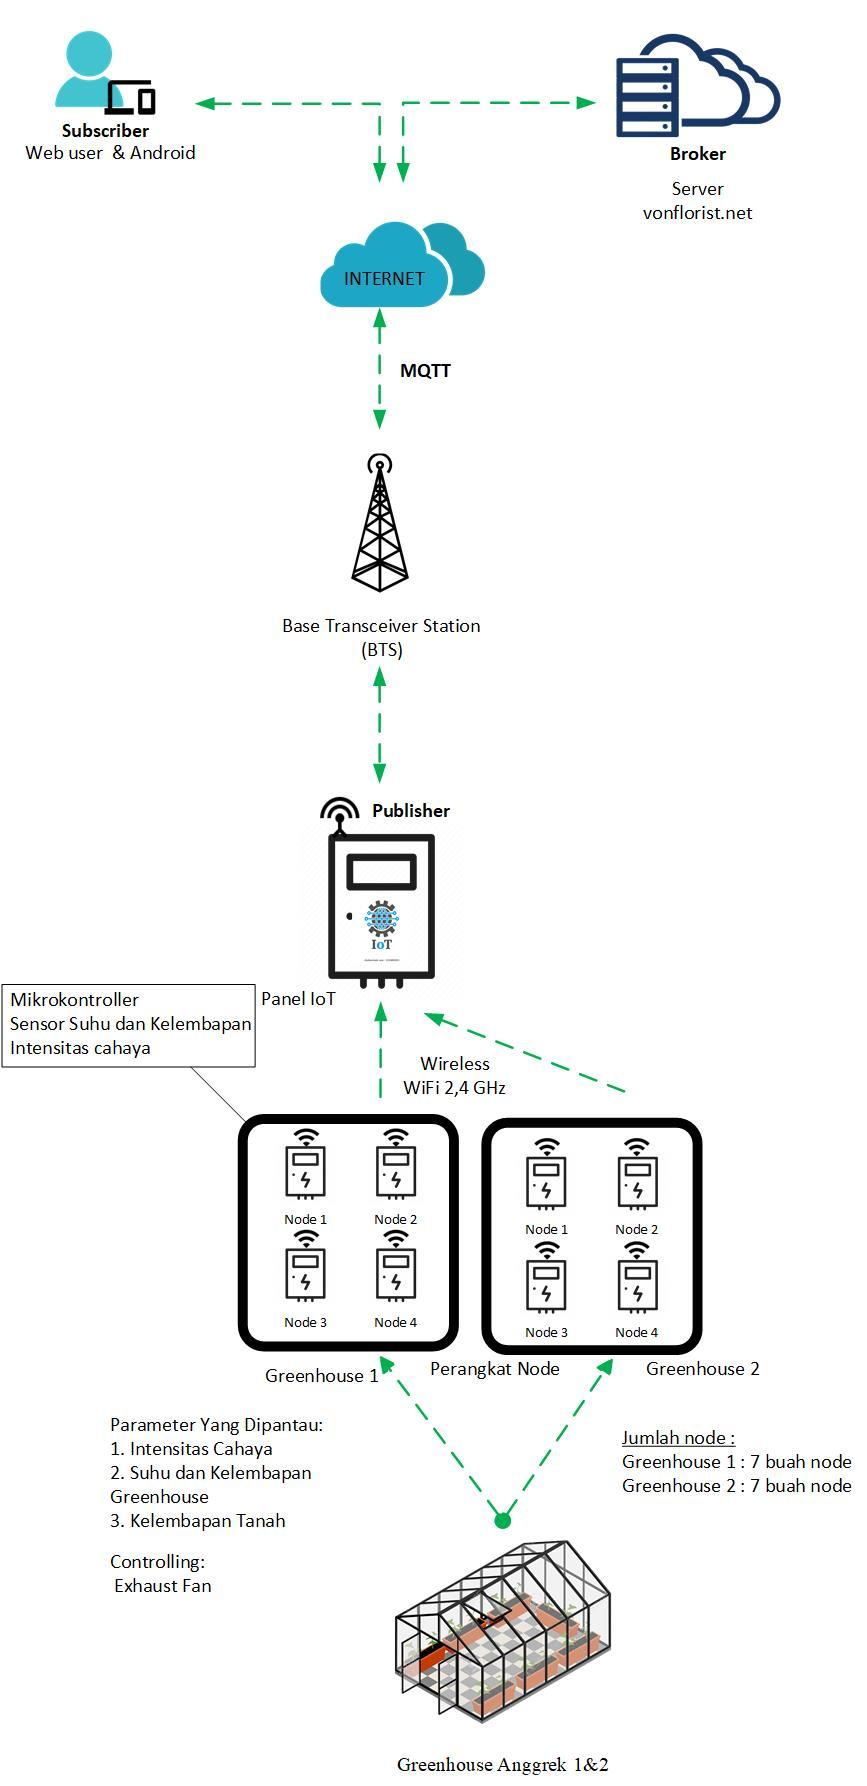 Subscriber
Web user & Android
Broker
Server
vonflorist.net
INTERNET
MQTT
Base Transceiver Station
(BTS)
Publisher
IoT
Panel IoT
Mikrokontroller
Sensor Suhu dan Kelembapan
Intensitas cahaya
Wireless
WiFi 2,4 GHz
Node 1
Node 2
Node 3
Node 4
Node 1
Node 2
Node 3
Node 4
Greenhouse 1
Perangkat Node
Greenhouse 2
Parameter Yang Dipantau:
1. Intensitas Cahaya
2. Suhu dan Kelembapan
Greenhouse
3. Kelembapan Tanah
Controlling:
Exhaust Fan
Jumlah node :
Greenhouse 1 : 7 buah node
Greenhouse 2 : 7 buah node
Greenhouse Anggrek 1&2